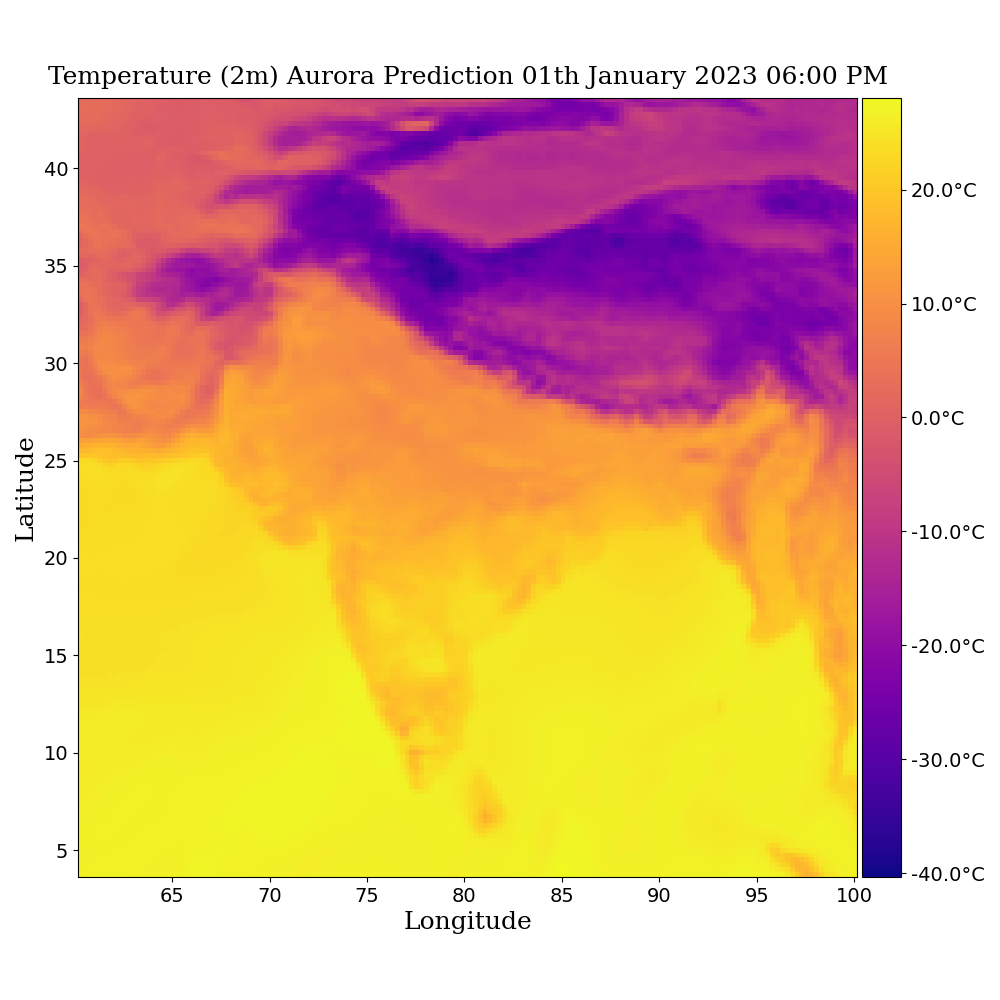 Temperature (2m) Aurora Prediction 01th January 2023 06:00 PM
40
35
30
25
20
15
10
5
Latitude
65
70
75
80
85
90
95
100
Longitude
20.0°C
10.0°C
0.0°C
-10.0°C
-20.0°C
-30.0°C
-40.0°C